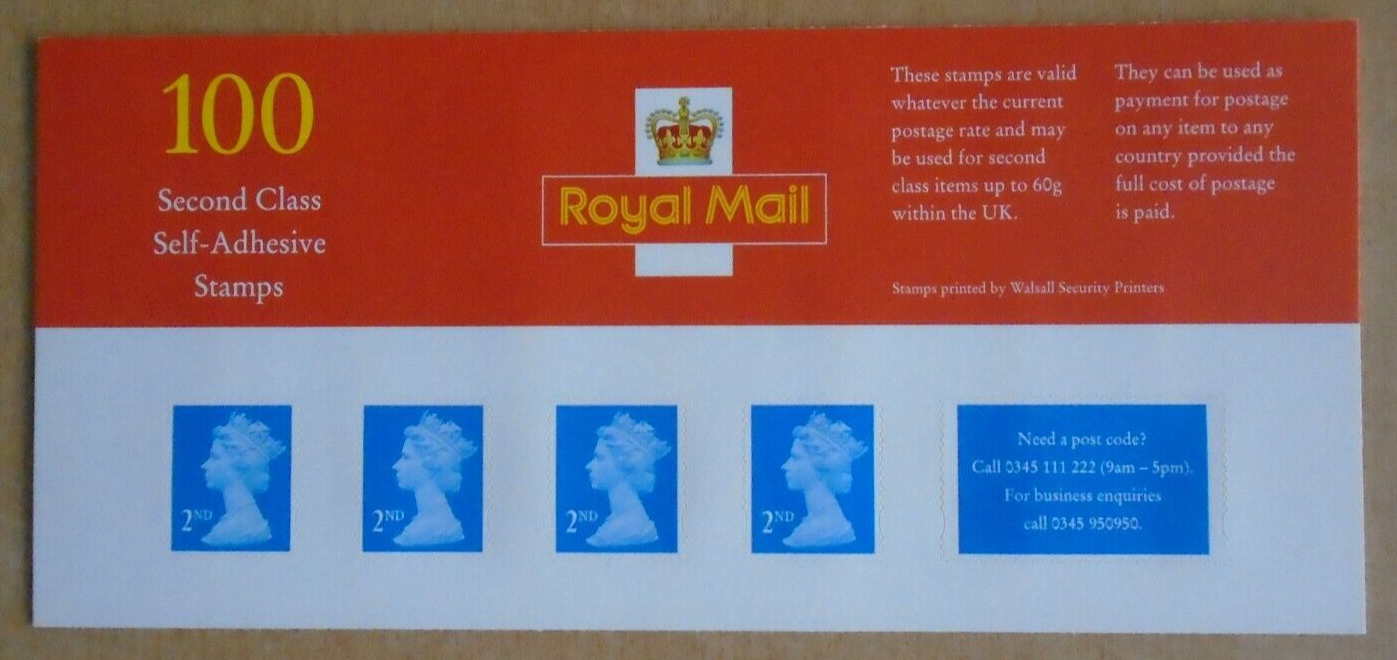 100
Second Class
Self-Adhesive
Stamps
Royal Mail
These stamps are valid
whatever the current
postage rate and may
be used for second
class items up to 60g
within the UK.
They can be used as
payment for postage
on any item to any
country provided the
full cost of postage
is paid.
Stamps printed by Walsall Security Printers
2ND
2ND
2ND
2ND
Need a post code?
Call 0345 111 222 (9am – 5pm).
For business enquiries
call 0345 950950.